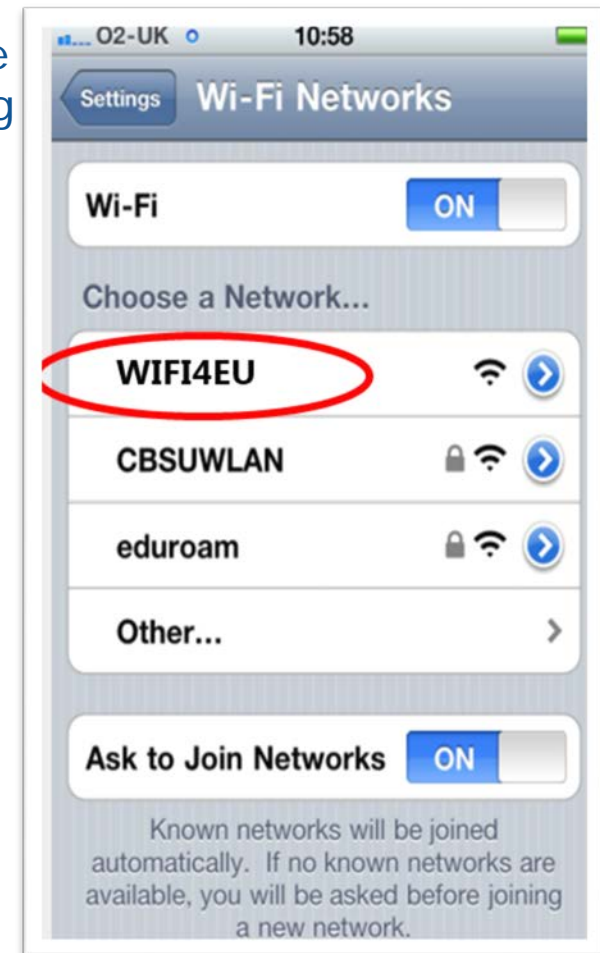 e
g
O2-UK 10:58
Settings Wi-Fi Networks
Wi-Fi ON
Choose a Network...
WIFI4EU
CBSUWLAN
eduroam
Other...
Ask to Join Networks ON
Known networks will be joined
automatically. If no known networks are
available, you will be asked before joining
a new network.